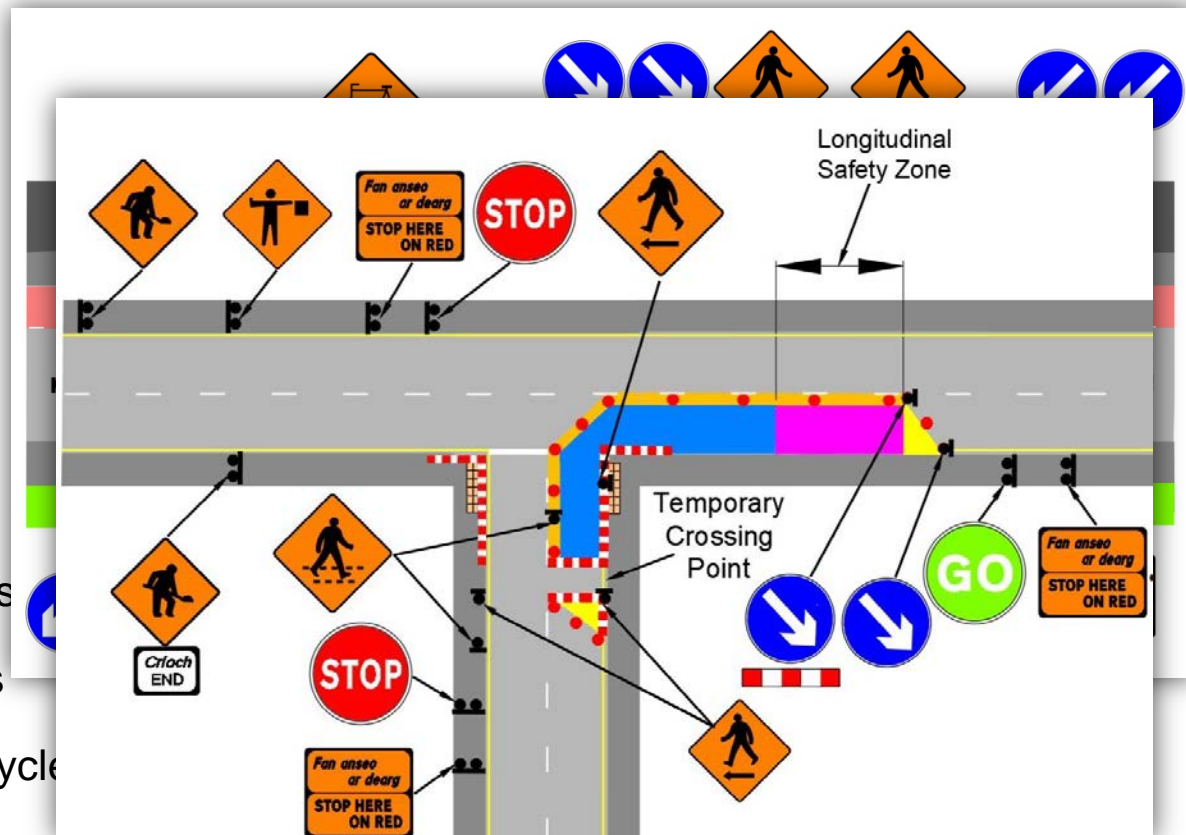 Longitudinal
Safety Zone
Fan anseo
ar dearg
STOP HERE
ON RED
STOP
Temporary
Crossing
Point
GO
Fan anseo
ar dearg
STOP HERE
ON RED
Críoch
END
STOP
Fan anseo
ar dearg
STOP HERE
ON RED